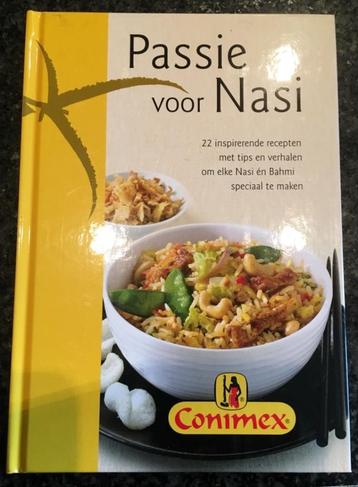 Passie
voor Nasi
22 inspirerende recepten
met tips en verhalen
om elke Nasi én Bahmi
speciaal te maken
Conimex®